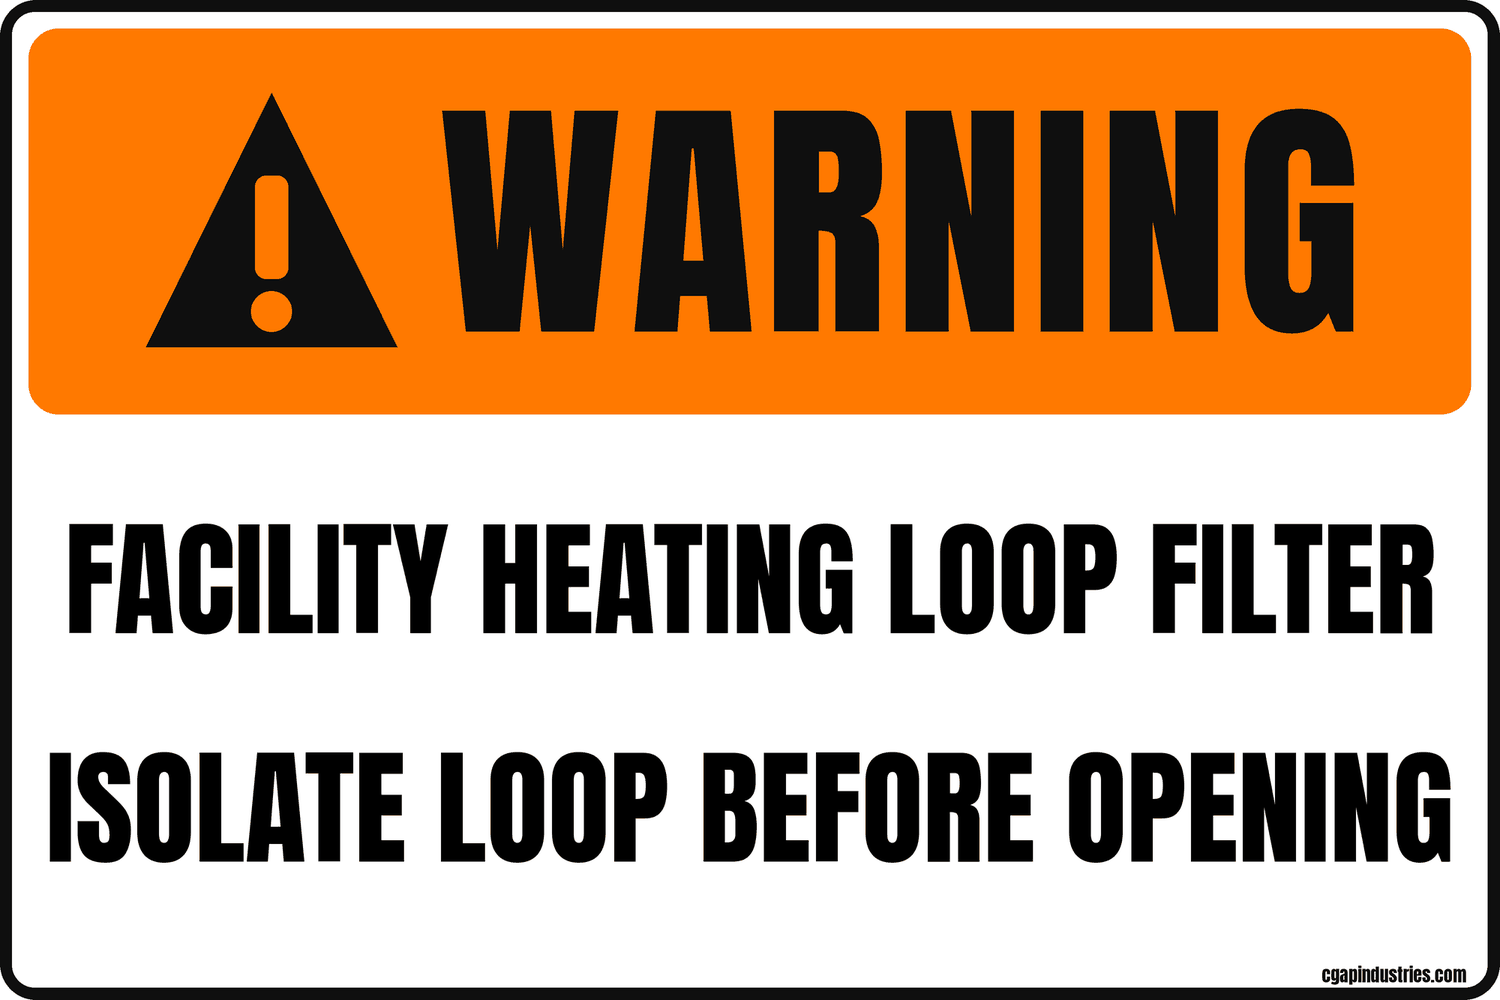 WARNING
FACILITY HEATING LOOP FILTER
ISOLATE LOOP BEFORE OPENING
cgapindustries.com